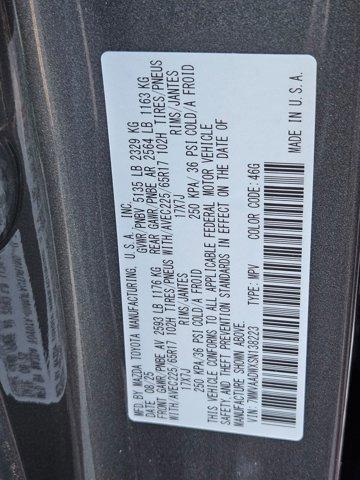 MFD.BY MAZDA TOYOTA MANUFACTURING, U.S.A. INC.
DATE 08/25 GVWR/PNBV 5135 LB 2329 KG
FRONT GAWR/PNBE AV 2593 LB 1176 KG REAR GAWR/PNBE AR 2564 LB 1163 KG
WITH/AVEC225/65R17 102H TIRES/PNEUS WITH/AVEC225/65R17 102H TIRES/PNEUS
17X7J RIMS/JANTES 17X7J RIMS/JANTES
250 KPA/36 PSI COLD/A FROID 250 KPA/36 PSI COLD/A FROID
THIS VEHICLE CONFORMS TO ALL APPLICABLE FEDERAL MOTOR VEHICLE
SAFETY, AND THEFT PREVENTION STANDARDS IN EFFECT ON THE DATE OF
MANUFACTURE SHOWN ABOVE.
TYPE: MPV COLOR CODE: 46G MADE IN U.S.A.